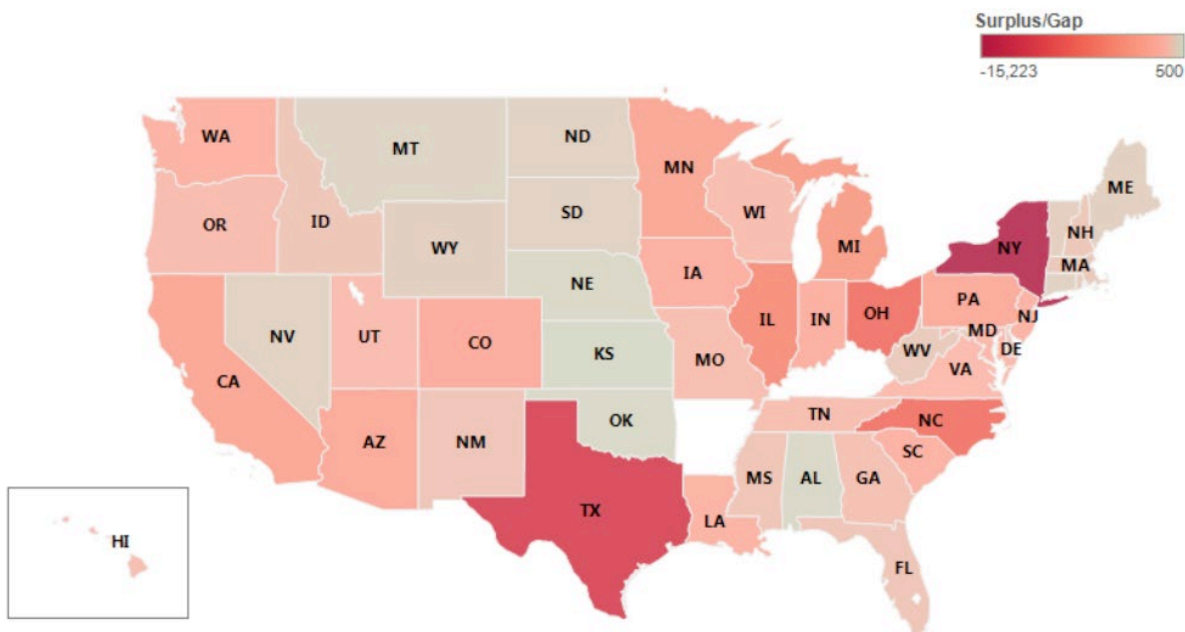 Surplus/Gap
-15,223 500
WA
MT
ND
MN
ME
OR
ID
SD
WI
NH
WY
MI
NY
MA
IA
NE
PA
NV
UT
CO
IL
IN
OH
NJ
MD
DE
KS
MO
WV
VA
CA
TN
NC
AZ
NM
OK
SC
MS
AL
GA
TX
LA
HI
FL